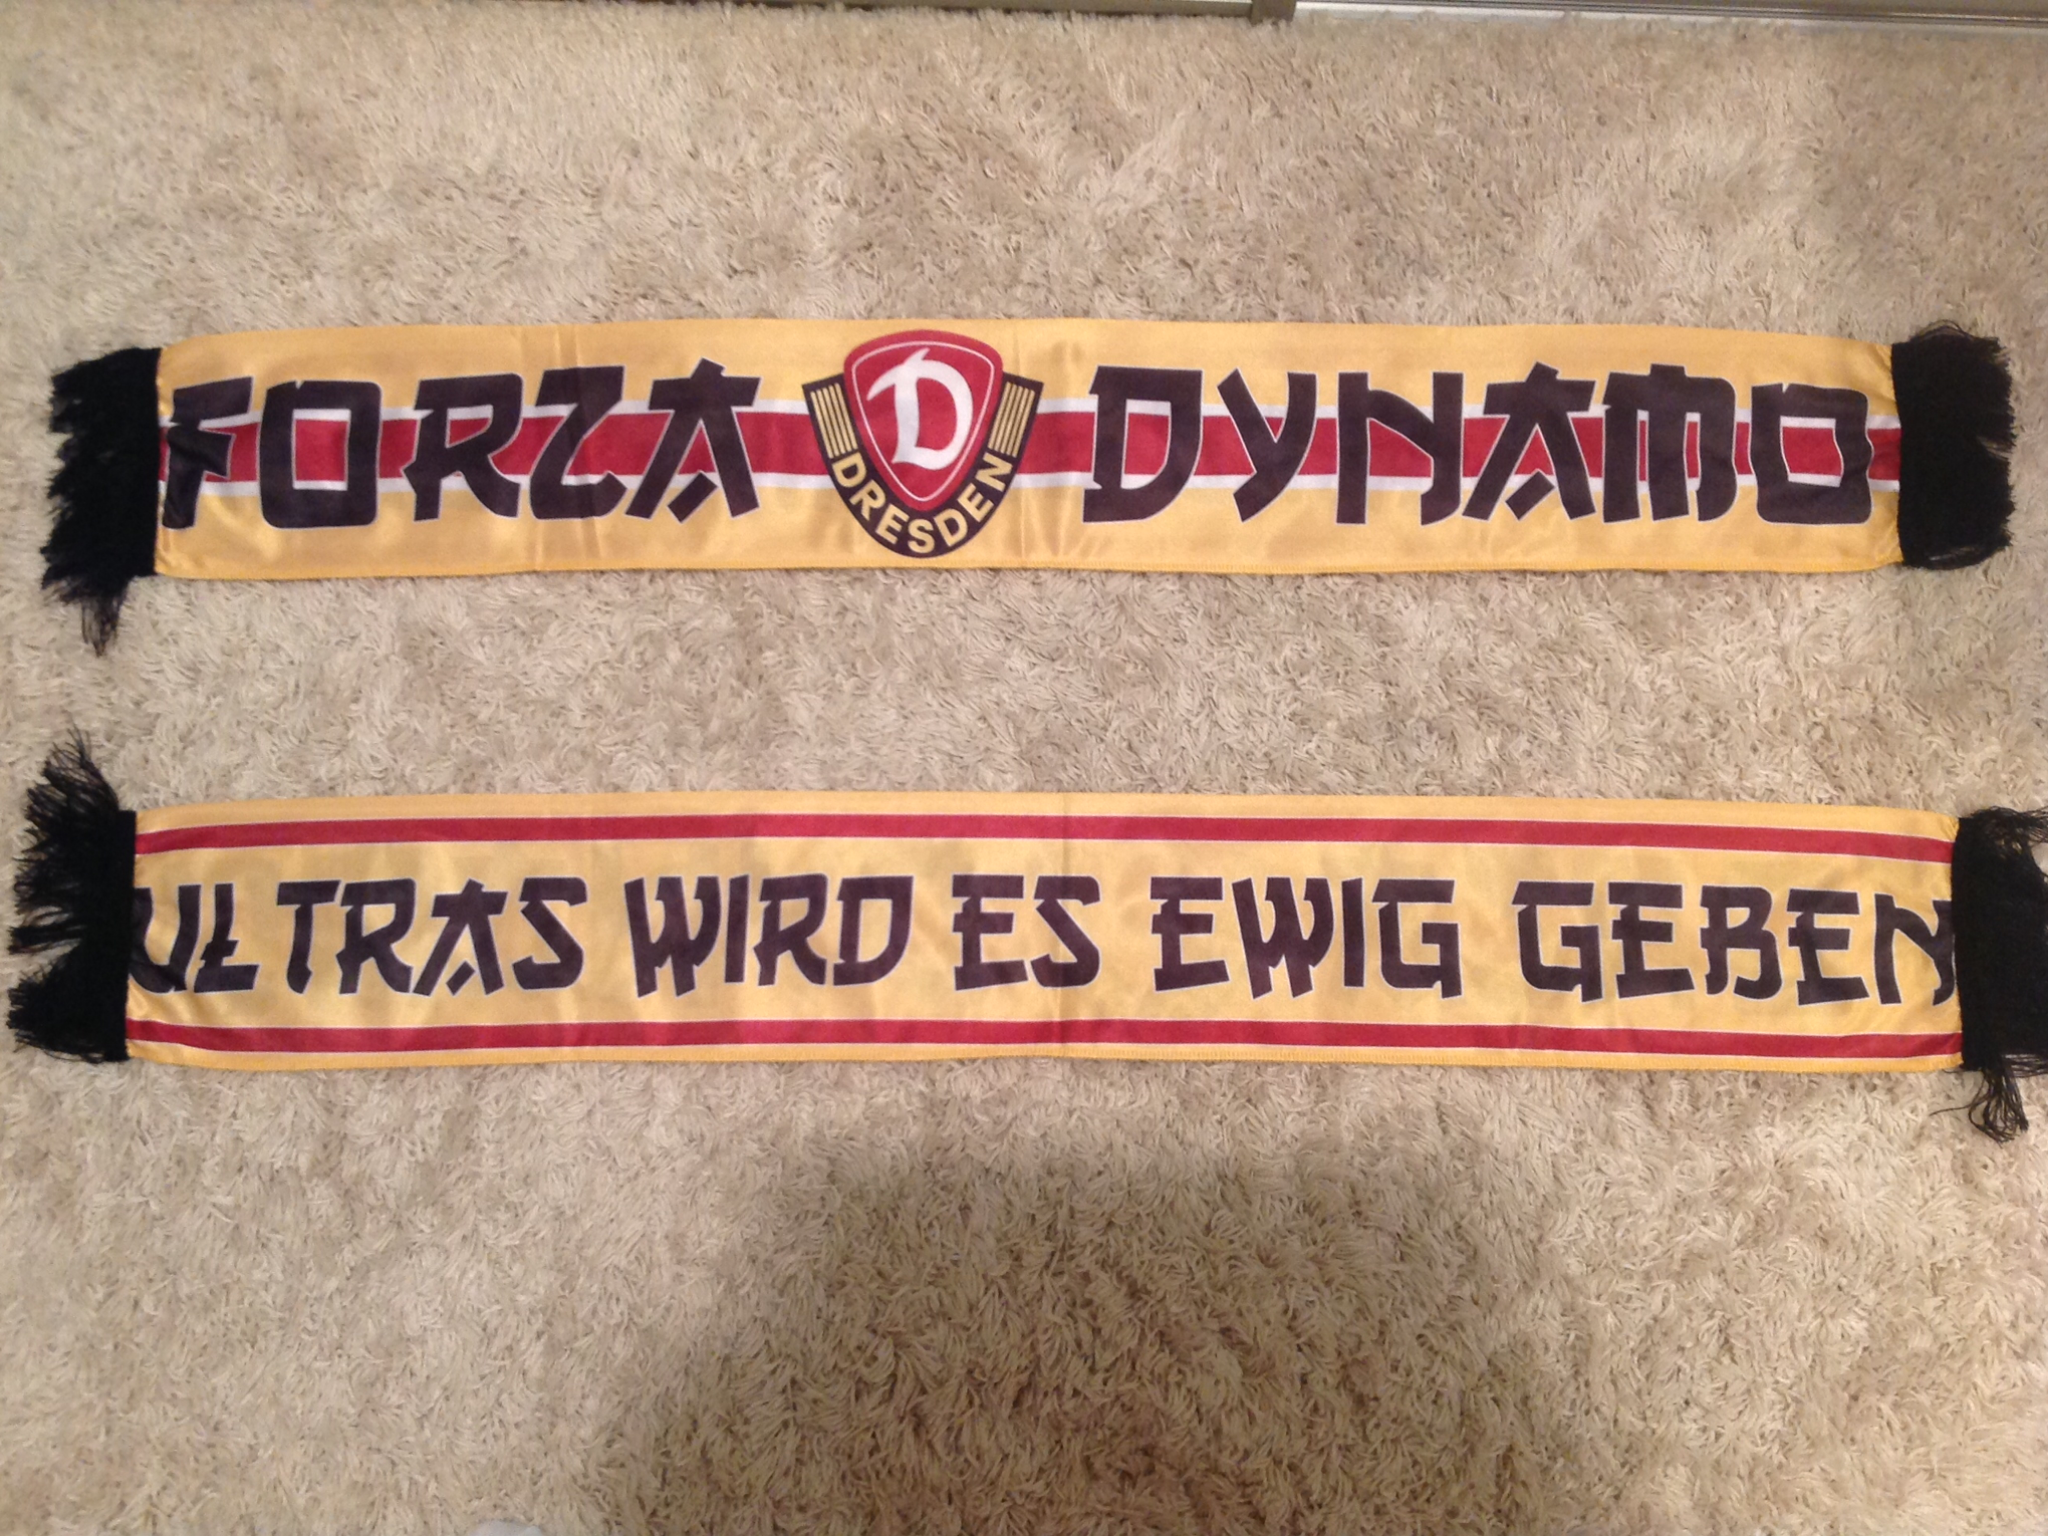 FORZA D DRESDEN DYNAMO
ULTRAS WIRD ES EWIG GEBEN